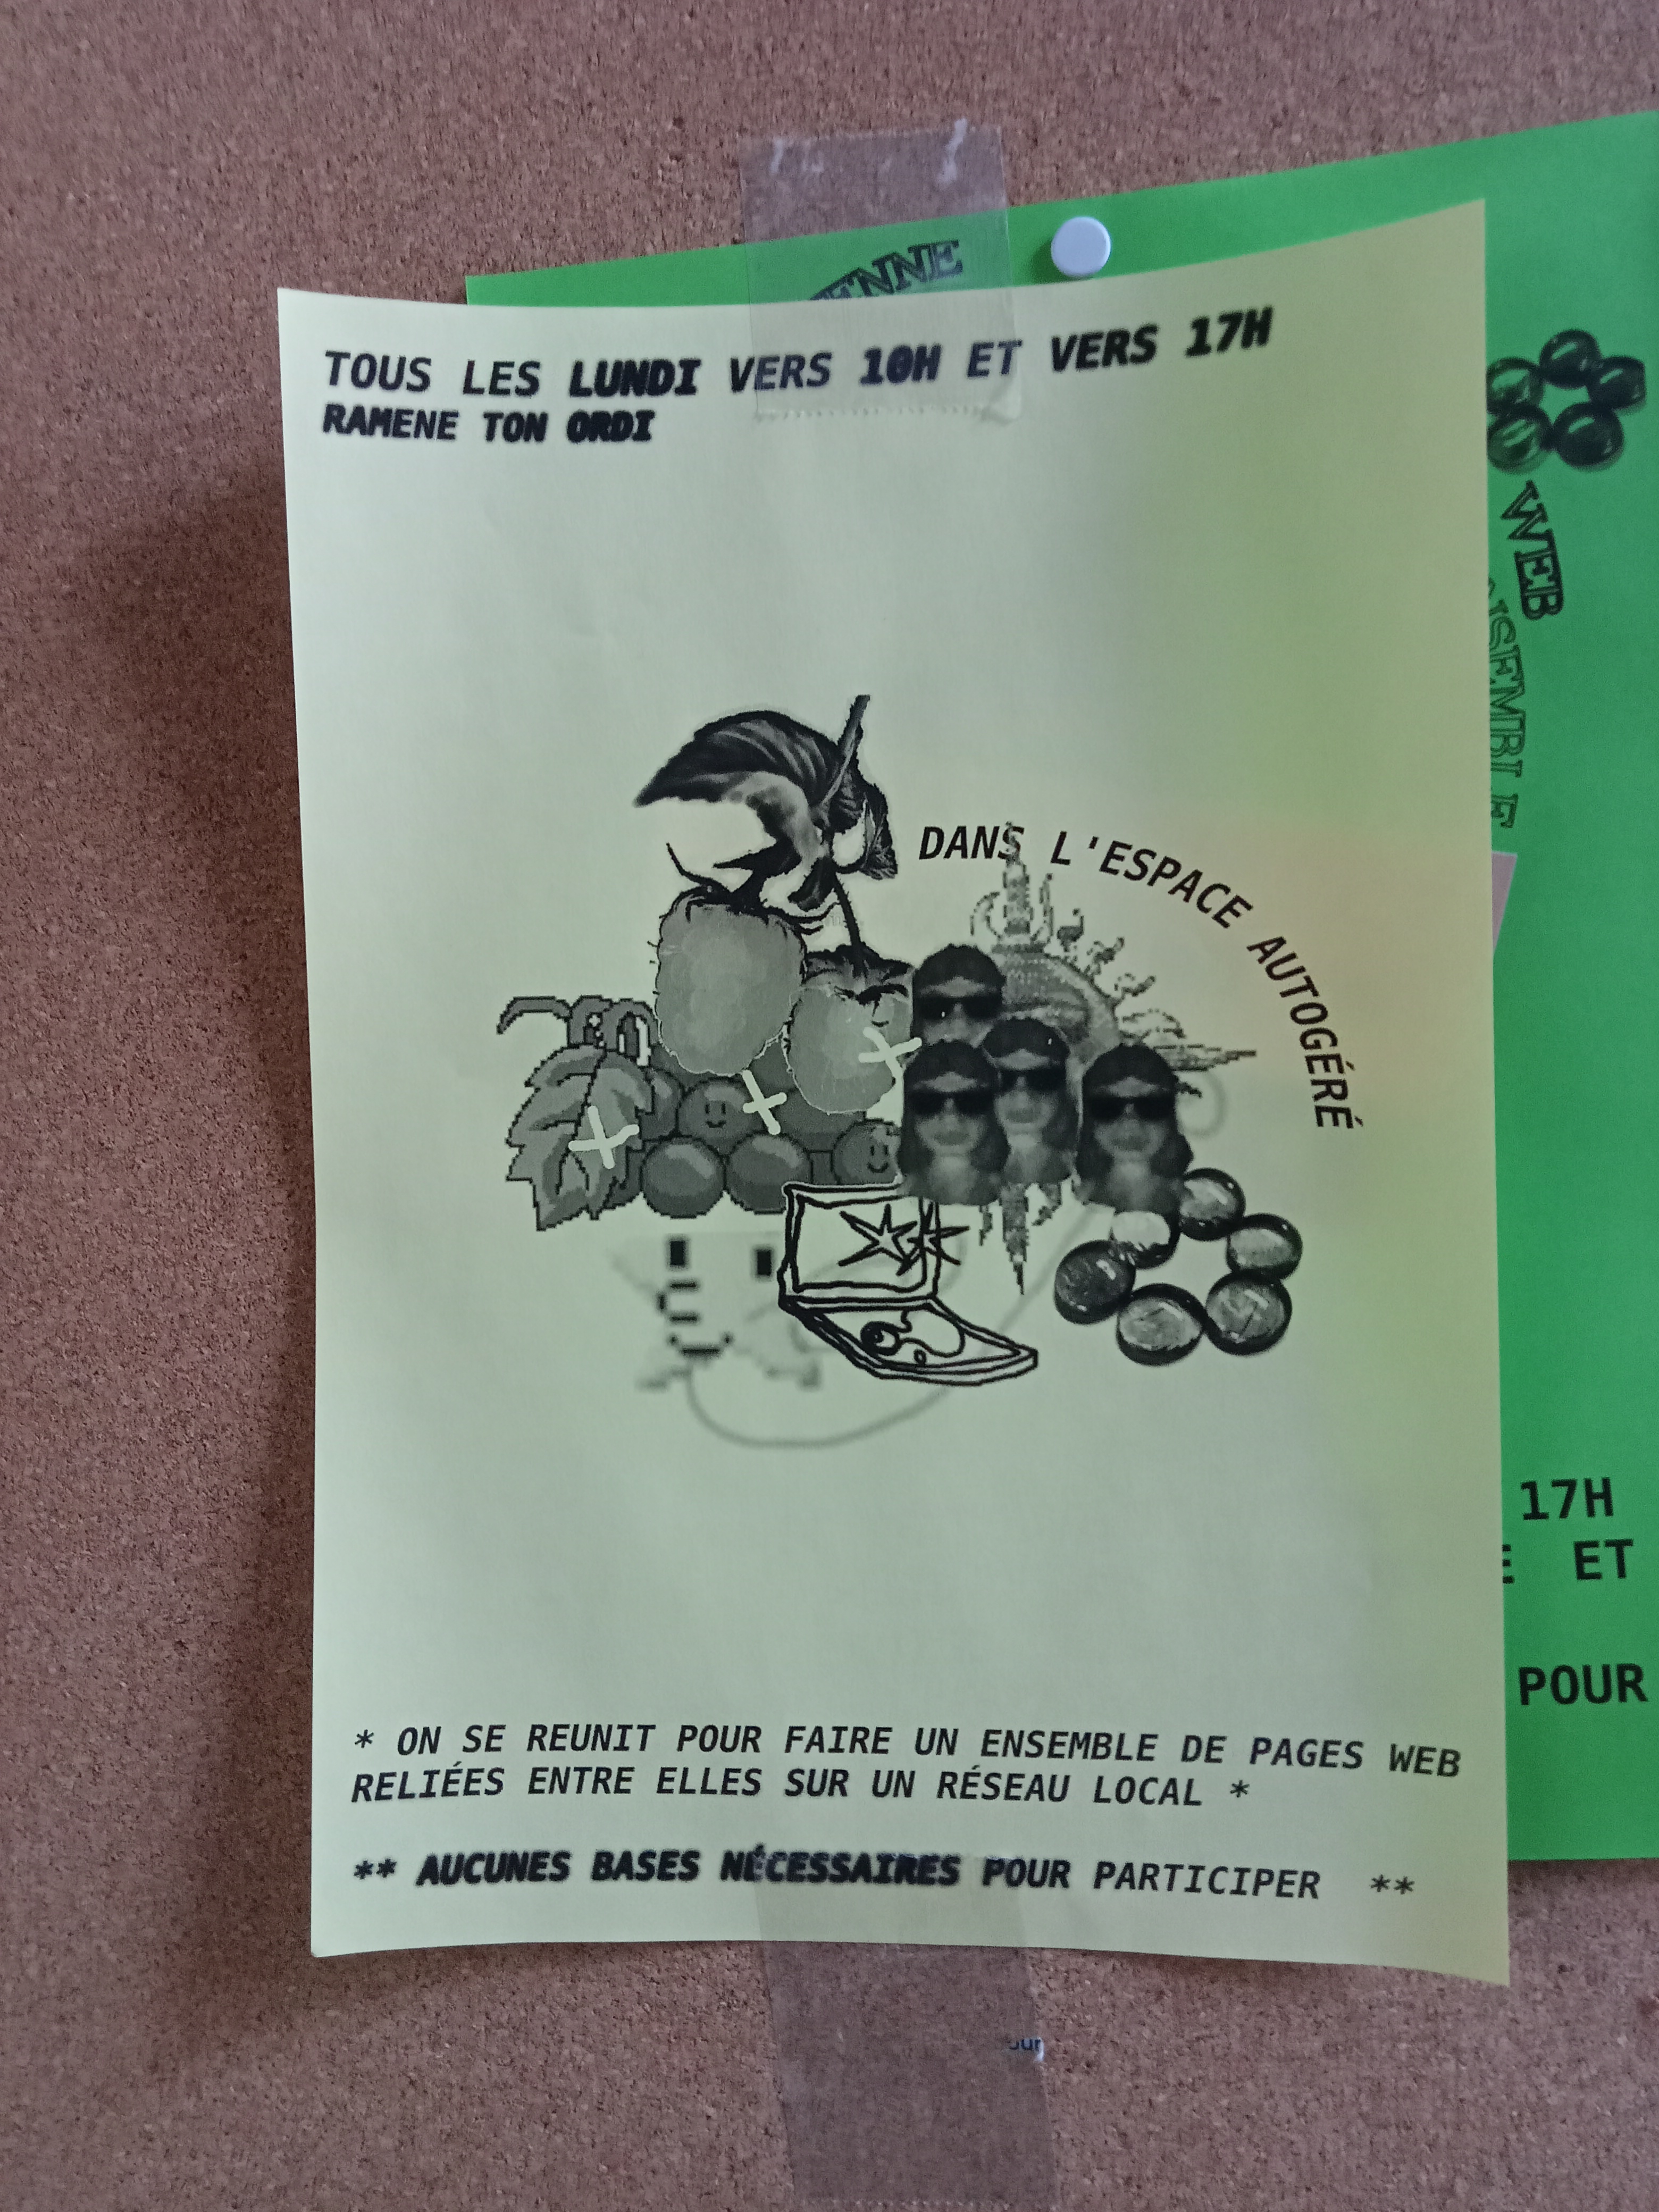 TOUS LES LUNDI VERS 10H ET VERS 17H
RAMENE TON ORDI
DANS L'ESPACE AUTOGÉRÉ
* ON SE REUNIT POUR FAIRE UN ENSEMBLE DE PAGES WEB
RELIÉES ENTRE ELLES SUR UN RÉSEAU LOCAL *
** AUCUNES BASES NÉCESSAIRES POUR PARTICIPER **
WEB
17H
ET
POUR